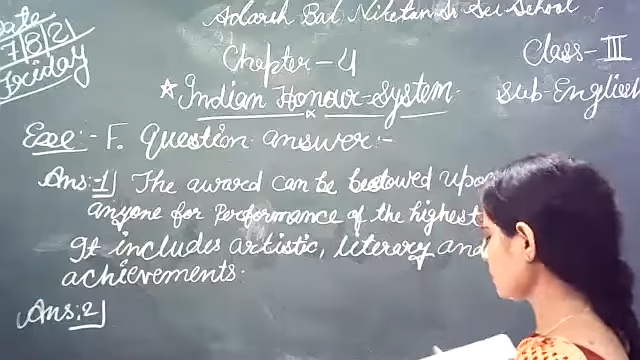 Adarsh Bal Niketan Sr Sec School
Date
7/8/21
Friday
Chapter - 4
Class - III
* Indian Honour System
Sub - English
Exe:- F. Question answer:-
Ans:-1 The award can be bestowed upon
anyone for performance of the highest
It includes artistic, literary and
achievements.
Ans:2